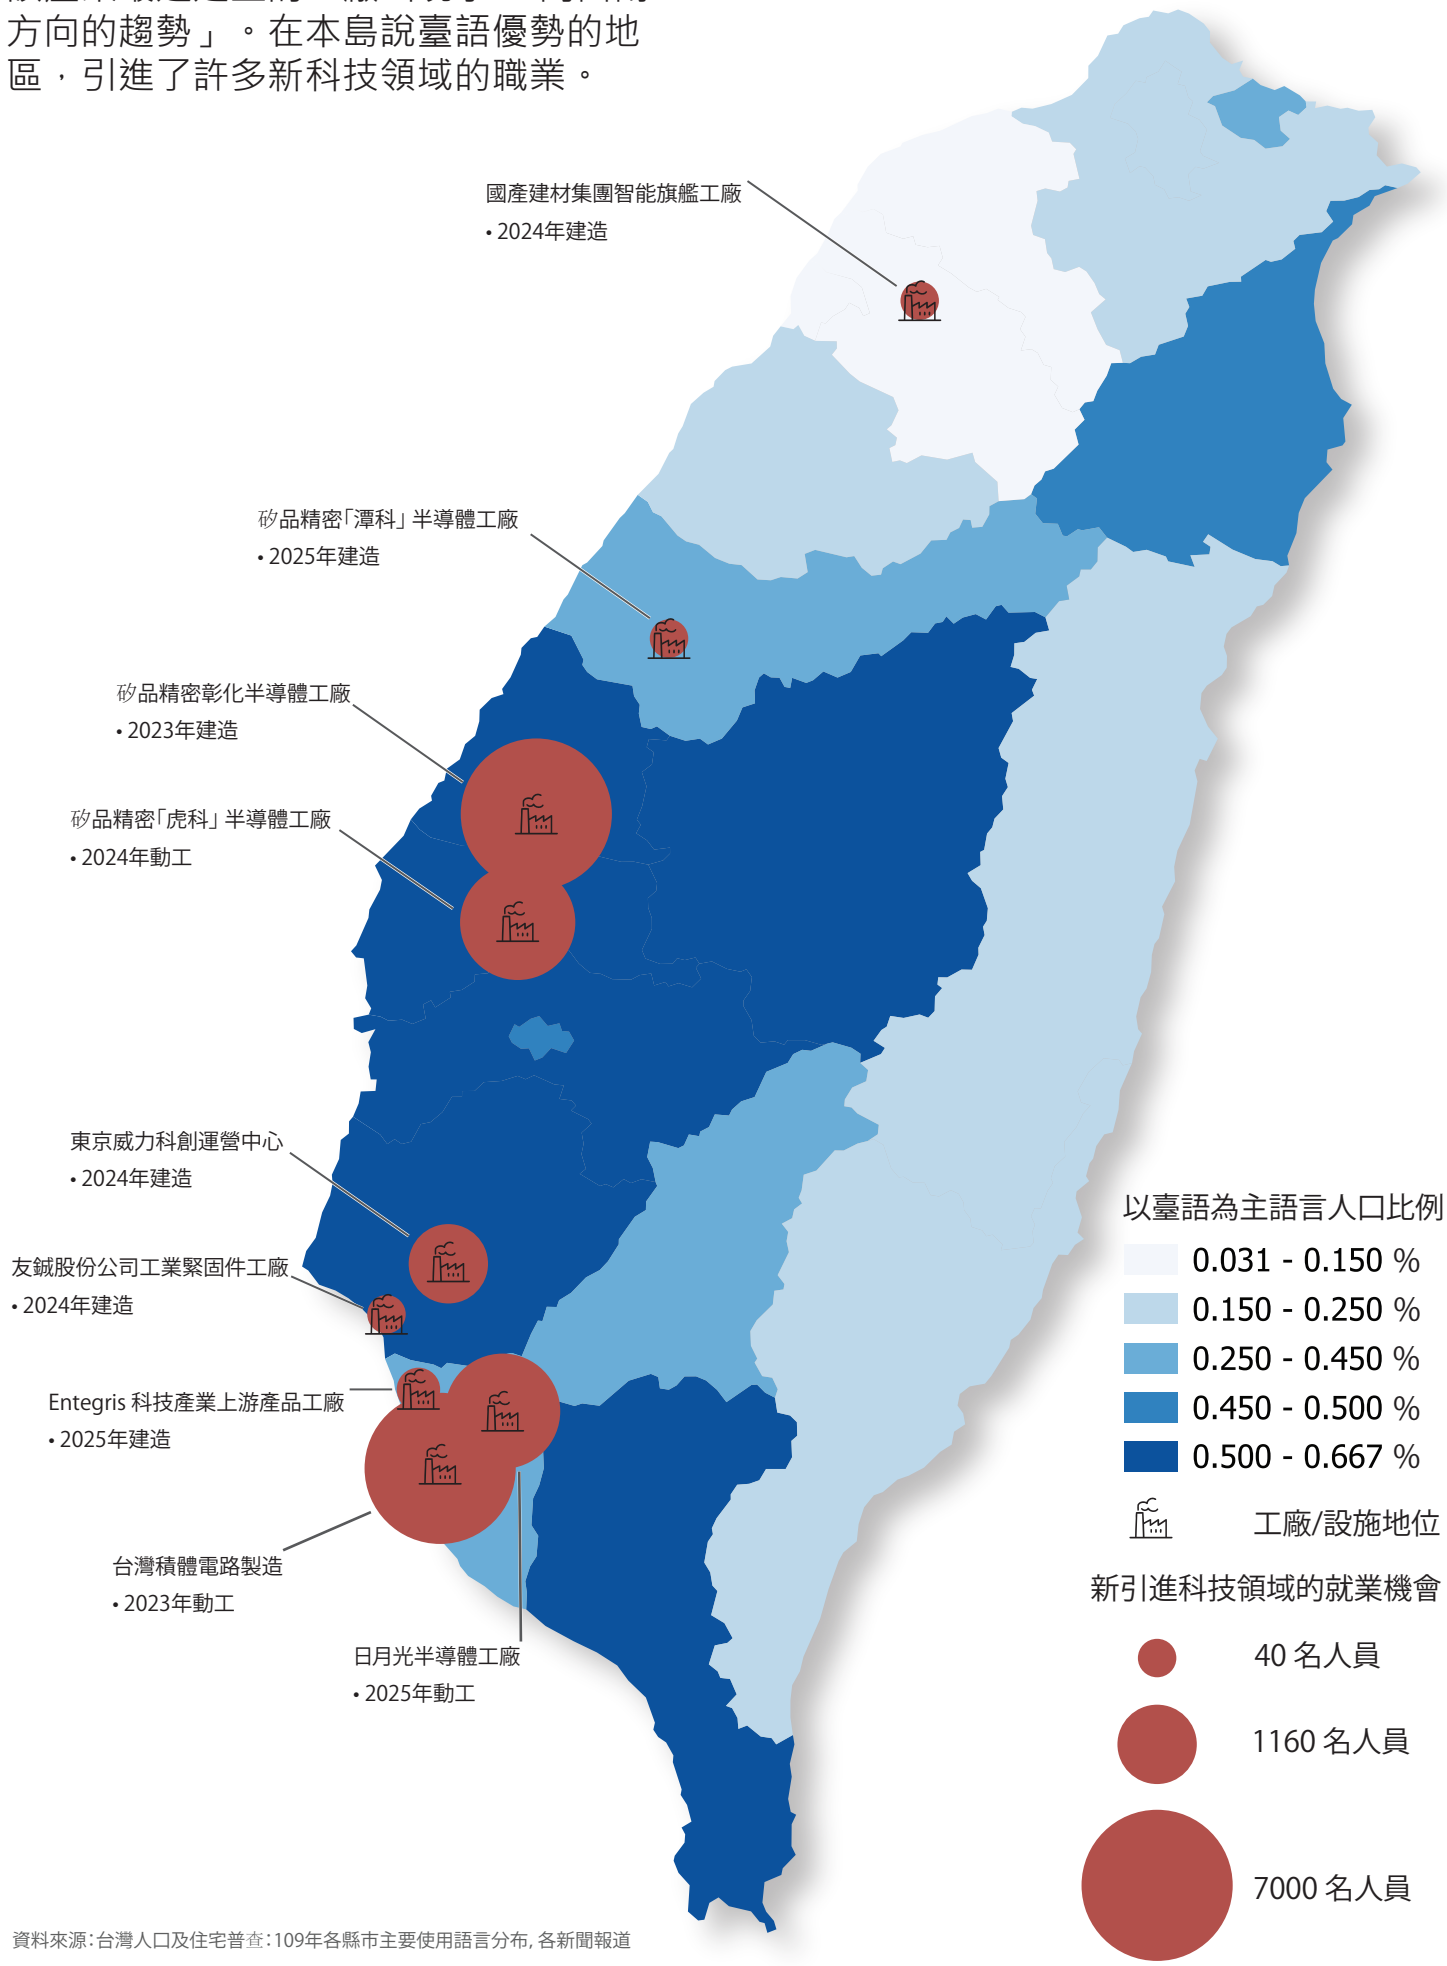 方向的趨勢」。在本島說臺語優勢的地
區，引進了許多新科技領域的職業。
國產建材集團智能旗艦工廠
• 2024年建造
矽品精密「潭科」半導體工廠
• 2025年建造
矽品精密彰化半導體工廠
• 2023年建造
矽品精密「虎科」半導體工廠
• 2024年動工
東京威力科創運營中心
• 2024年建造
友鋮股份公司工業緊固件工廠
• 2024年建造
Entegris 科技產業上游產品工廠
• 2025年建造
台灣積體電路製造
• 2023年動工
日月光半導體工廠
• 2025年動工
以臺語為主語言人口比例
0.031 - 0.150 %
0.150 - 0.250 %
0.250 - 0.450 %
0.450 - 0.500 %
0.500 - 0.667 %
工廠/設施地位
新引進科技領域的就業機會
40 名人員
1160 名人員
7000 名人員
資料來源：台灣人口及住宅普查：109年各縣市主要使用語言分布, 各新聞報道